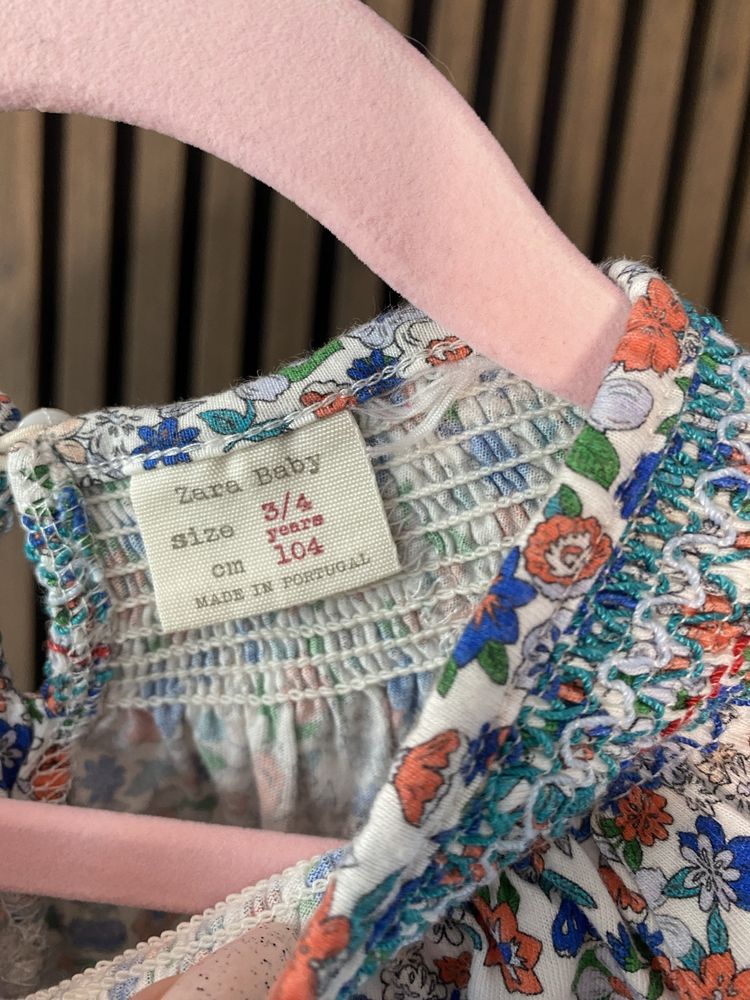 Zara Baby
size 3/4
years
cm 104
MADE IN PORTUGAL